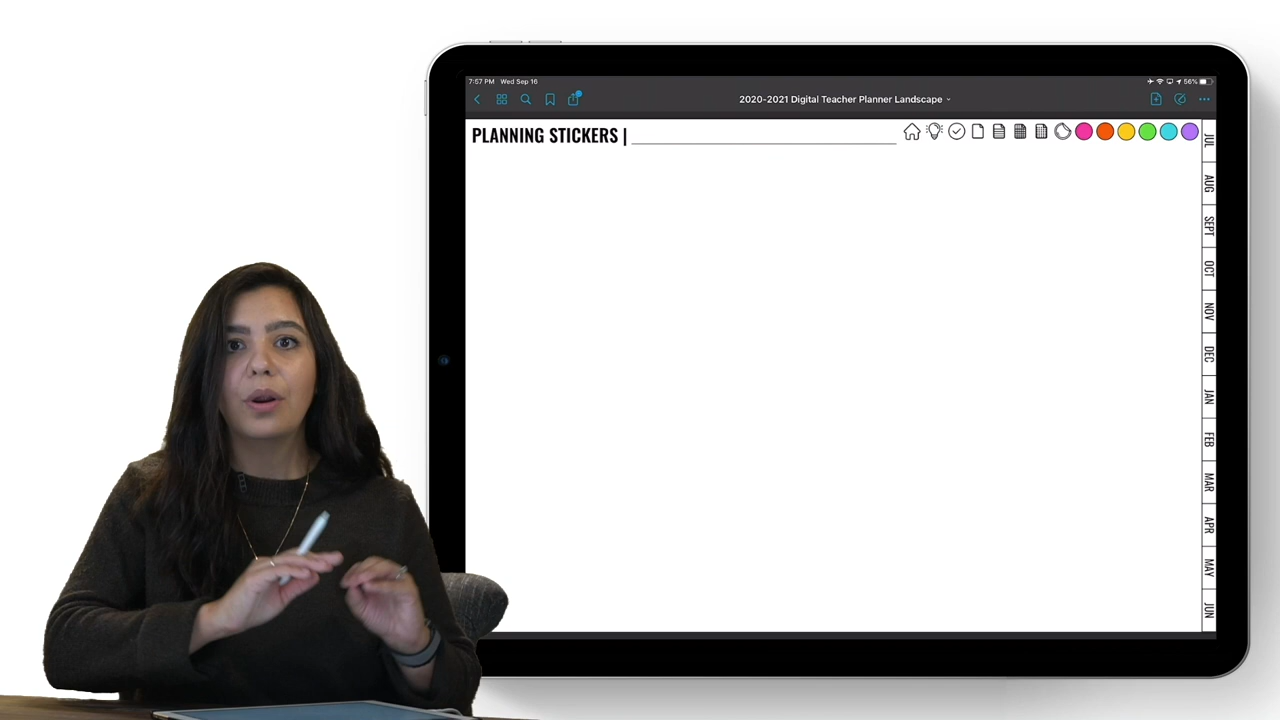 7:57 PM Wed Sep 16
56%
2020-2021 Digital Teacher Planner Landscape
PLANNING STICKERS |
JUL
AUG
SEPT
OCT
NOV
DEC
JAN
FEB
MAR
APR
MAY
JUN